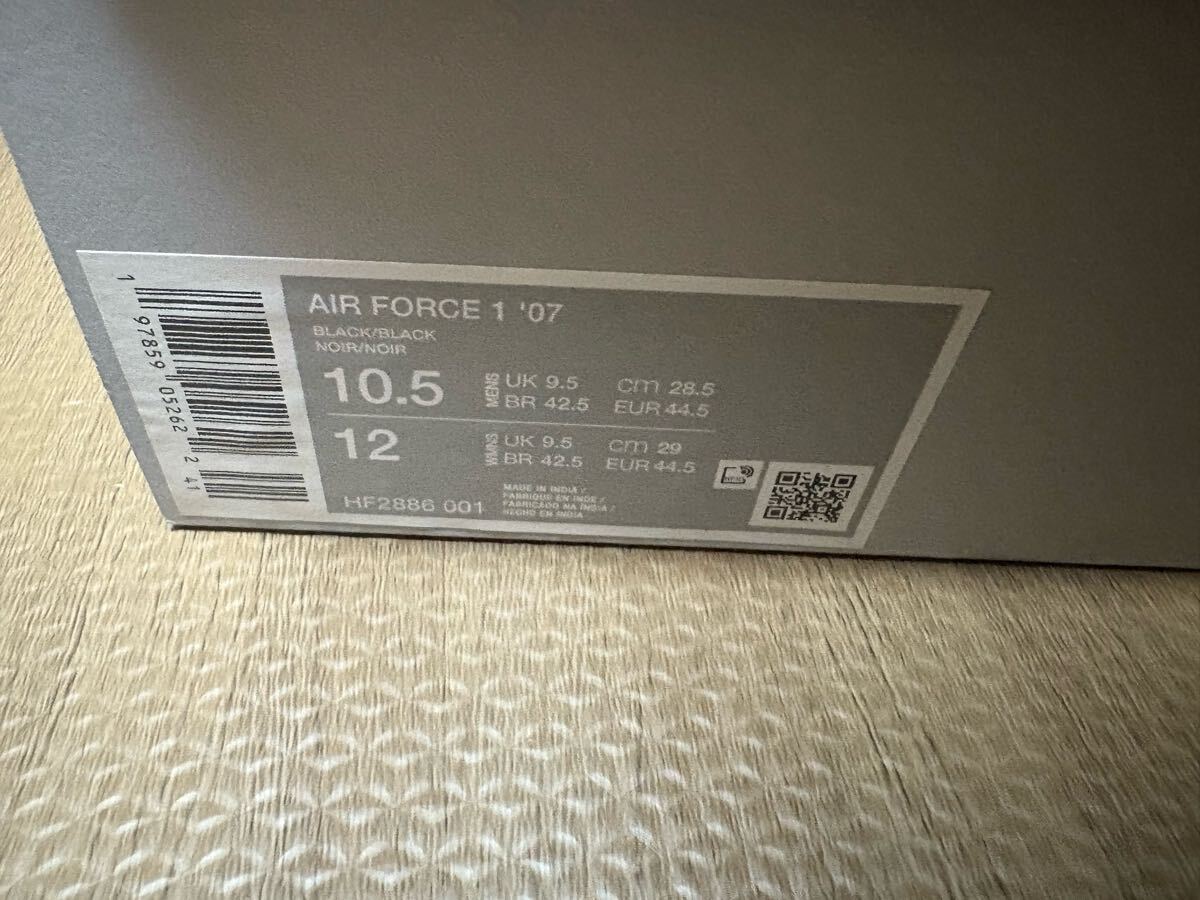 AIR FORCE 1 '07
BLACK/BLACK
NOIR/NOIR
10.5 MENS UK 9.5 cm 28.5
BR 42.5 EUR 44.5
12 WMNS UK 9.5 cm 29
BR 42.5 EUR 44.5
HF2886 001
MADE IN INDIA /
FABRIQUE EN INDE /
FABRICADO NA INDIA /
HECHO EN INDIA
1 97859 05262 2 41